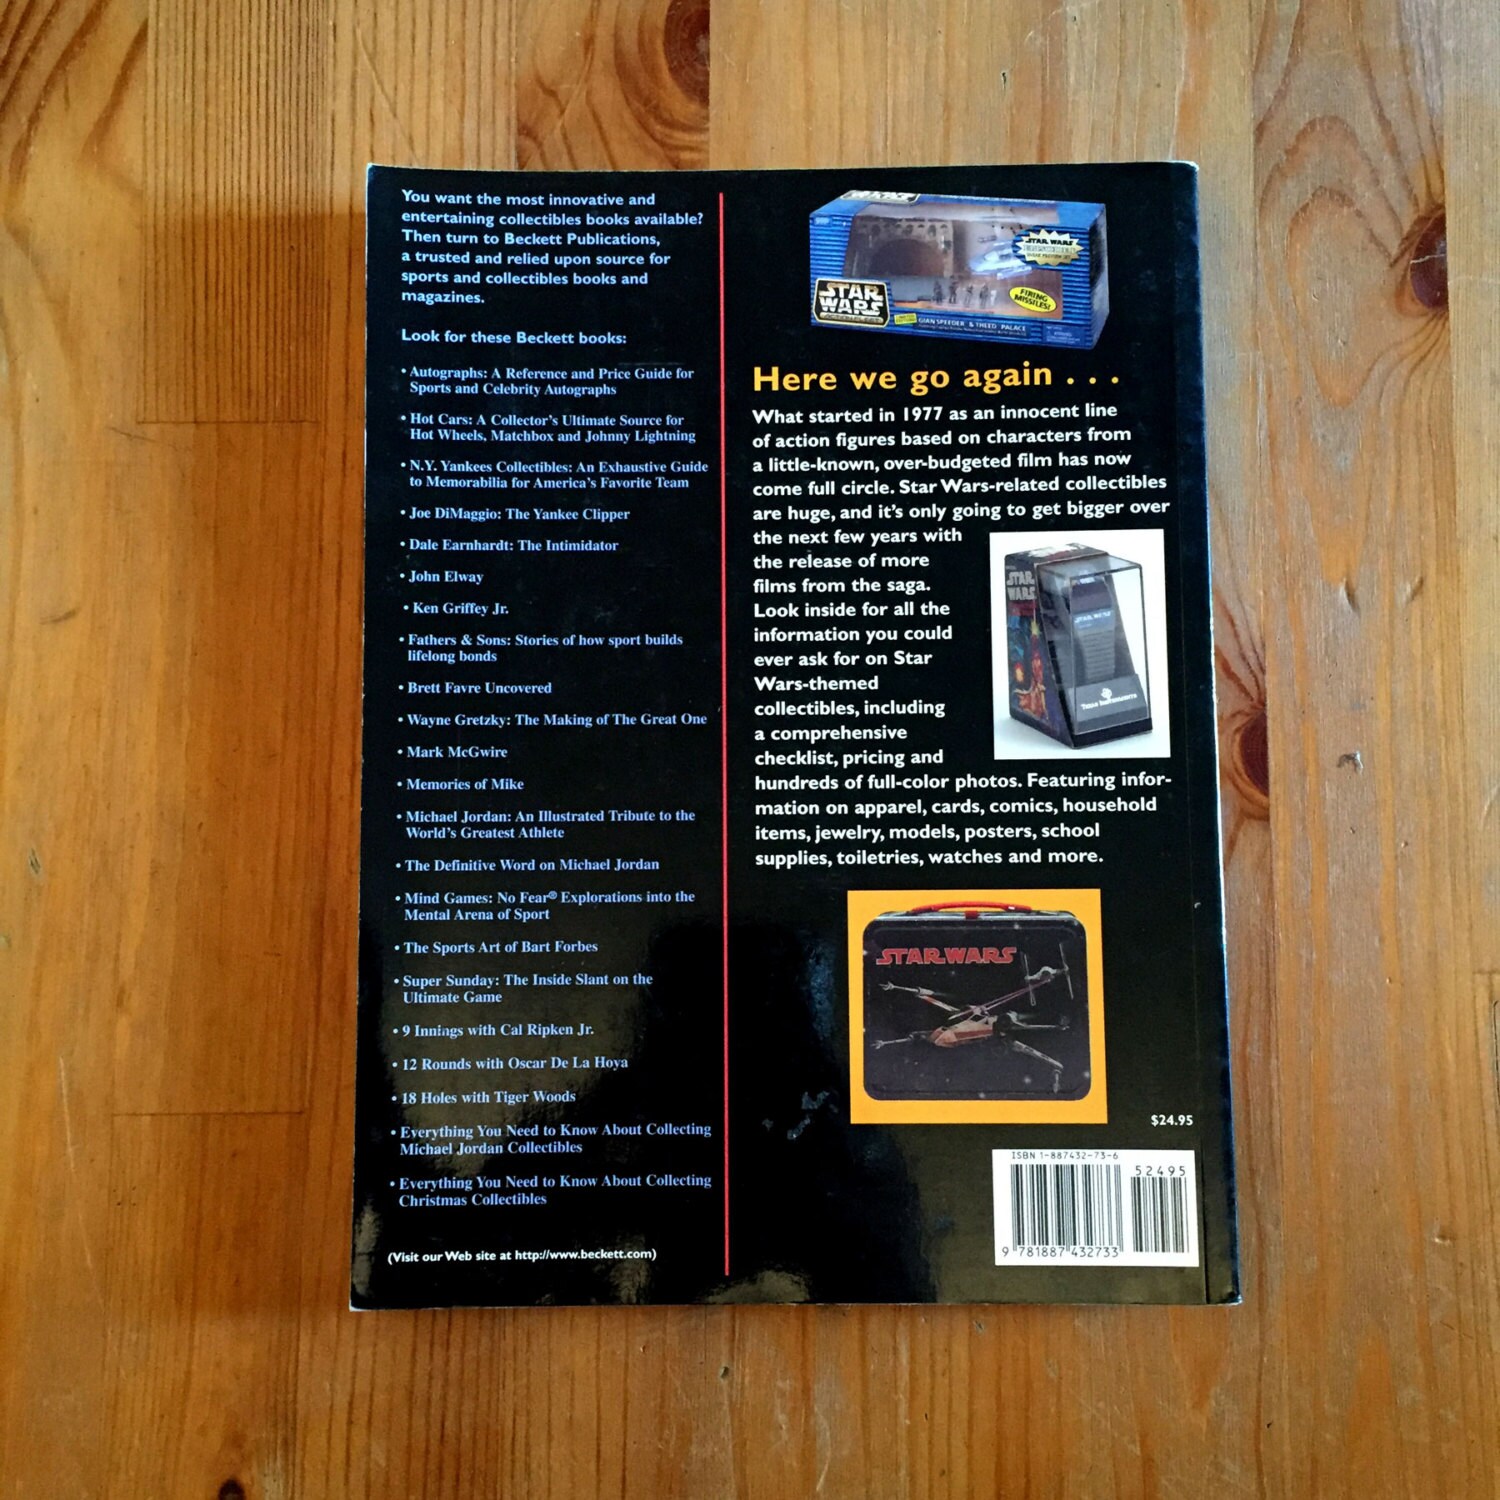 You want the most innovative and
entertaining collectibles books available?
Then turn to Beckett Publications,
a trusted and relied upon source for
sports and collectibles books and
magazines.
Look for these Beckett books:
• Autographs: A Reference and Price Guide for
Sports and Celebrity Autographs
• Hot Cars: A Collector's Ultimate Source for
Hot Wheels, Matchbox and Johnny Lightning
• N.Y. Yankees Collectibles: An Exhaustive Guide
to Memorabilia for America's Favorite Team
• Joe DiMaggio: The Yankee Clipper
• Dale Earnhardt: The Intimidator
• John Elway
• Ken Griffey Jr.
• Fathers & Sons: Stories of how sport builds
lifelong bonds
• Brett Favre Uncovered
• Wayne Gretzky: The Making of The Great One
• Mark McGwire
• Memories of Mike
• Michael Jordan: An Illustrated Tribute to the
World's Greatest Athlete
• The Definitive Word on Michael Jordan
• Mind Games: No Fear® Explorations into the
Mental Arena of Sport
• The Sports Art of Bart Forbes
• Super Sunday: The Inside Slant on the
Ultimate Game
• 9 Innings with Cal Ripken Jr.
• 12 Rounds with Oscar De La Hoya
• 18 Holes with Tiger Woods
• Everything You Need to Know About Collecting
Michael Jordan Collectibles
• Everything You Need to Know About Collecting
Christmas Collectibles
(Visit our Web site at http://www.beckett.com)
STAR WARS
STAR WARS
FIRING
MISSILES!
STAR
WARS
ACTION FLEET
GIAN SPEEDER & THEED PALACE
Here we go again . . .
What started in 1977 as an innocent line
of action figures based on characters from
a little-known, over-budgeted film has now
come full circle. Star Wars-related collectibles
are huge, and it's only going to get bigger over
the next few years with
the release of more
films from the saga.
Look inside for all the
information you could
ever ask for on Star
Wars-themed
collectibles, including
a comprehensive
checklist, pricing and
hundreds of full-color photos. Featuring infor-
mation on apparel, cards, comics, household
items, jewelry, models, posters, school
supplies, toiletries, watches and more.
STAR
WARS
STAR WARS
TEXAS INSTRUMENTS
STAR WARS
$24.95
ISBN 1-887432-73-6
52495
9 781887 432733